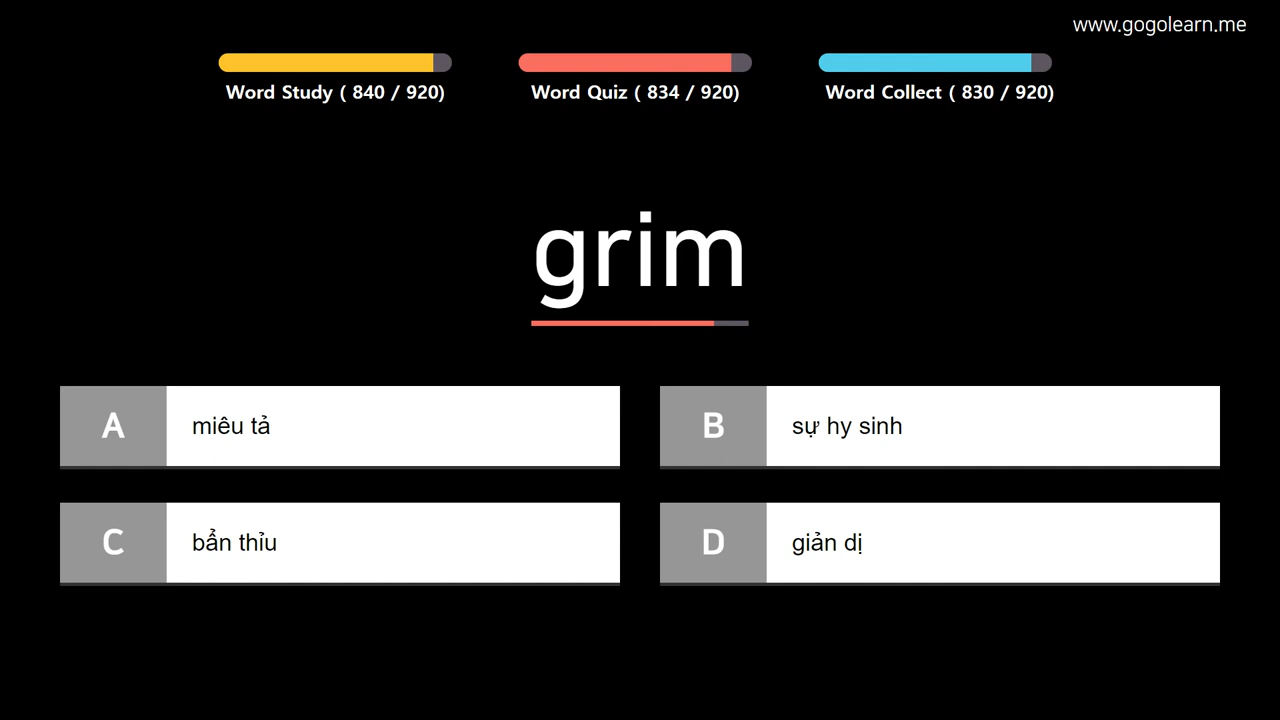 www.gogolearn.me
Word Study ( 840 / 920)
Word Quiz ( 834 / 920)
Word Collect ( 830 / 920)
grim
A miêu tả
B sự hy sinh
C bẩn thỉu
D giản dị